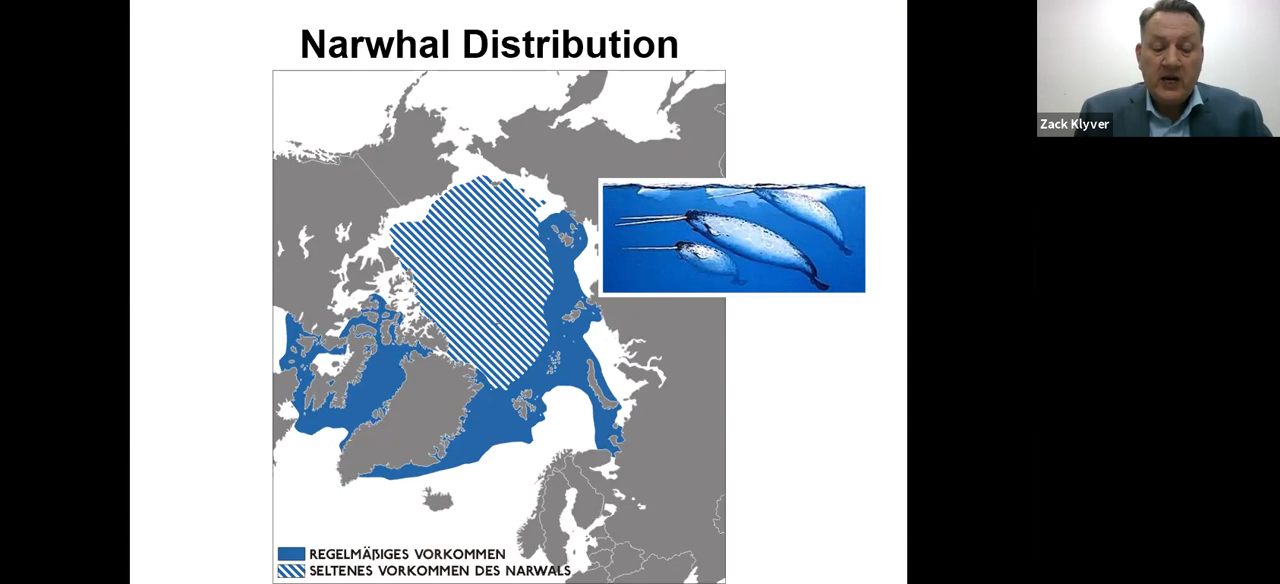 Narwhal Distribution
Zack Klyver
REGELMÄßIGES VORKOMMEN
SELTENES VORKOMMEN DES NARWALS